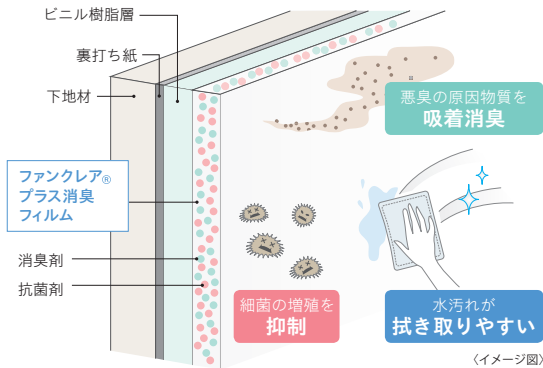 ビニル樹脂層
裏打ち紙
下地材
ファンクレア®
プラス消臭
フィルム
消臭剤
抗菌剤
悪臭の原因物質を
吸着消臭
細菌の増殖を
抑制
水汚れが
拭き取りやすい
〈イメージ図〉